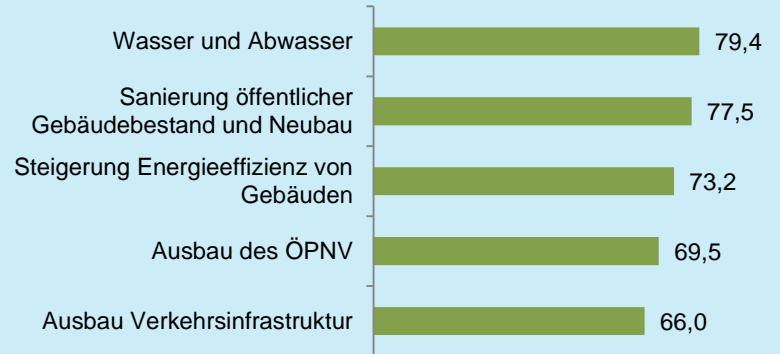 Wasser und Abwasser 79,4
Sanierung öffentlicher
Gebäudebestand und Neubau 77,5
Steigerung Energieeffizienz von
Gebäuden 73,2
Ausbau des ÖPNV 69,5
Ausbau Verkehrsinfrastruktur 66,0